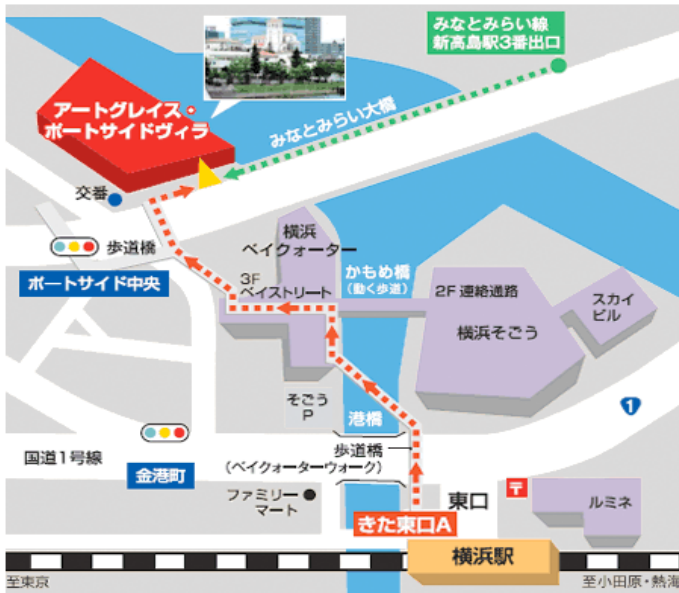 みなとみらい線
新高島駅3番出口
アートグレイス・
ポートサイドヴィラ
みなとみらい大橋
交番
横浜
ベイクォーター
歩道橋
ポートサイド中央
3F
ベイストリート
かもめ橋
(動く歩道)
2F 連絡通路
横浜そごう
スカイ
ビル
そごう
P
港橋
1
国道1号線
金港町
歩道橋
(ベイクォーターウォーク)
ファミリー
マート
きた東口A
東口
〒
ルミネ
横浜駅
至東京
至小田原・熱海